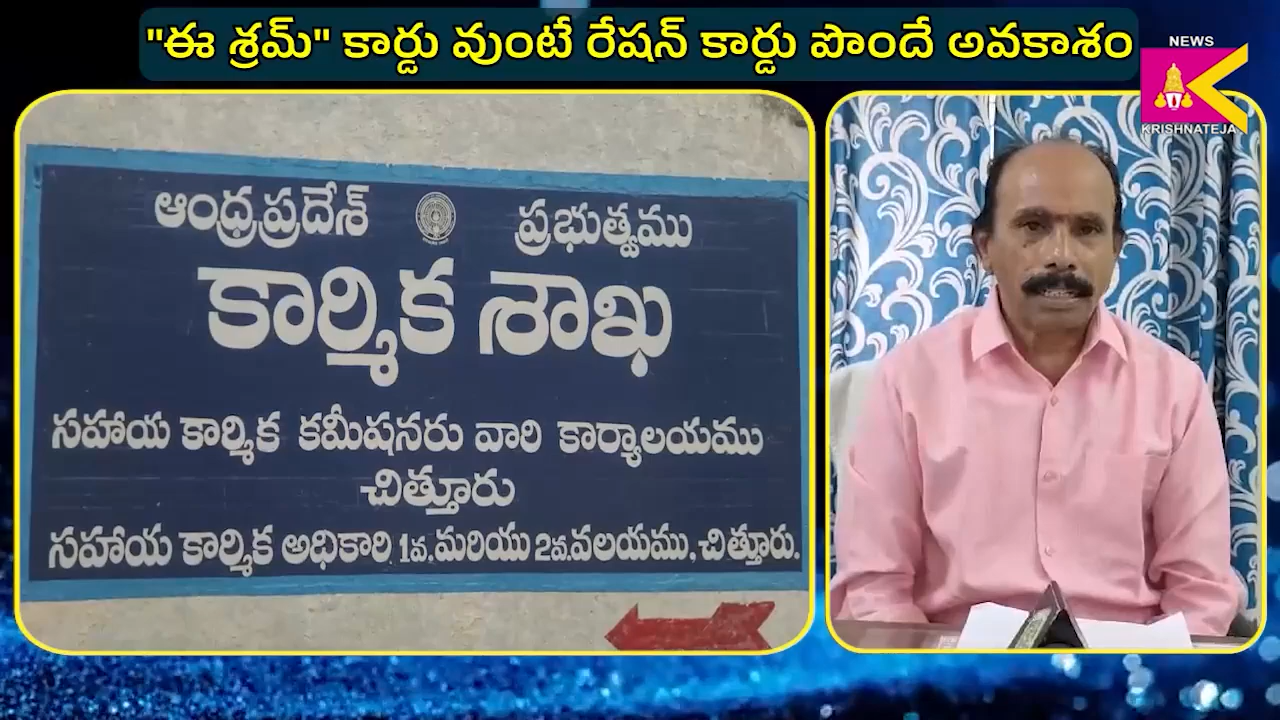 "ఈ శ్రమ్" కార్డు వుంటే రేషన్ కార్డు పొందే అవకాశం
NEWS
KRISHNATEJA
ఆంధ్రప్రదేశ్ ప్రభుత్వము
కార్మిక శాఖ
సహాయ కార్మిక కమీషనరు వారి కార్యాలయము
చిత్తూరు
సహాయ కార్మిక అధికారి 1వ. మరియు 2వ. వలయము, చిత్తూరు.